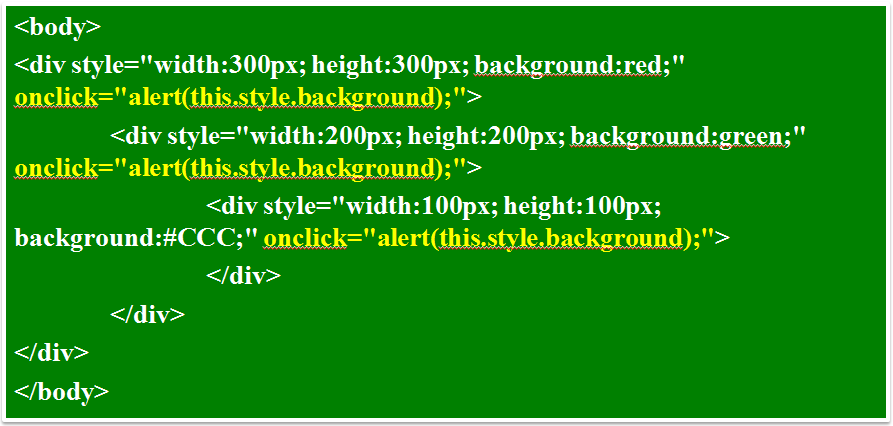 <body>
<div style="width:300px; height:300px; background:red;"
onclick="alert(this.style.background);">
<div style="width:200px; height:200px; background:green;"
onclick="alert(this.style.background);">
<div style="width:100px; height:100px;
background:#CCC;" onclick="alert(this.style.background);">
</div>
</div>
</div>
</body>